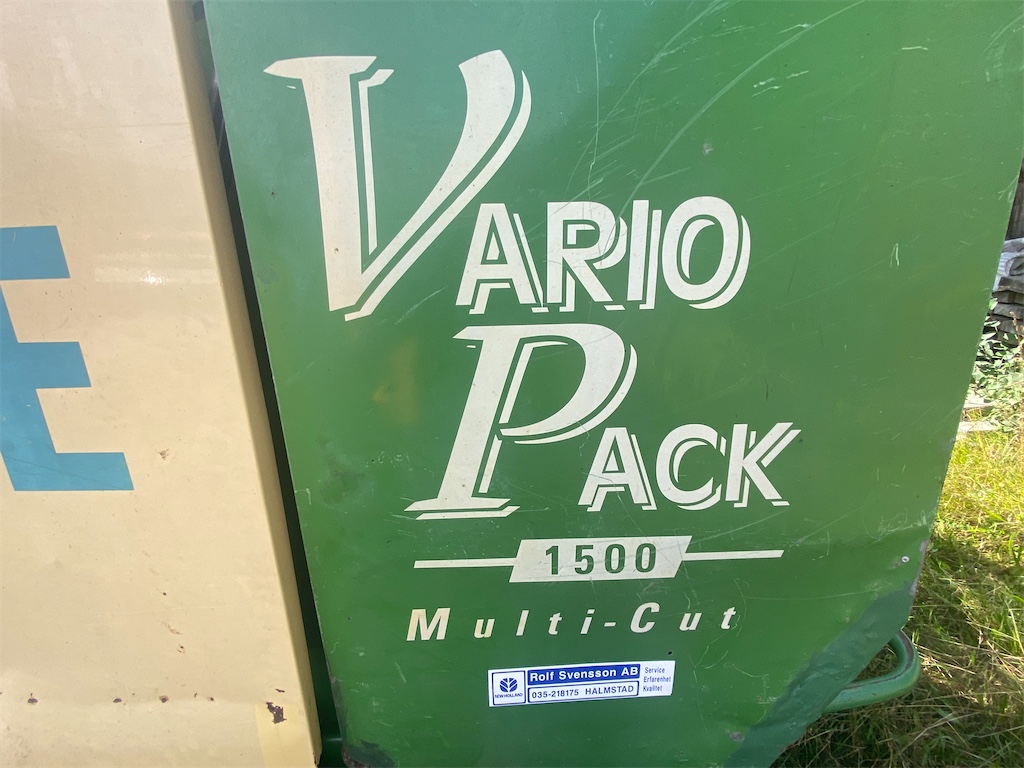 E
VARIO
PACK
1500
Multi-Cut
NEW HOLLAND
Rolf Svensson AB
035-218175 HALMSTAD
Service
Erfarenhet
Kvalitet